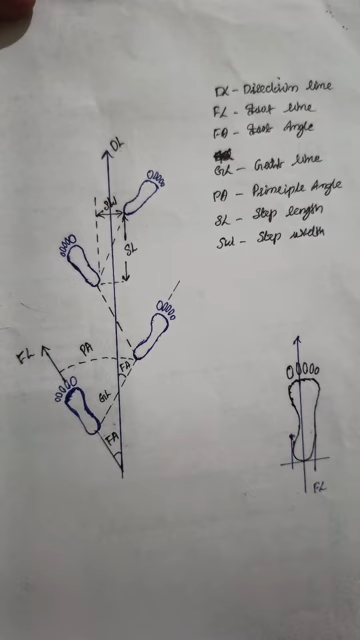 DL - Direction line
FL - Foot line
FA - Foot Angle
GL - Gait line
PA - Principle Angle
SL - Step length
SW - Step width
DL
SW
SL
FL
PA
FA
GL
FA
FL